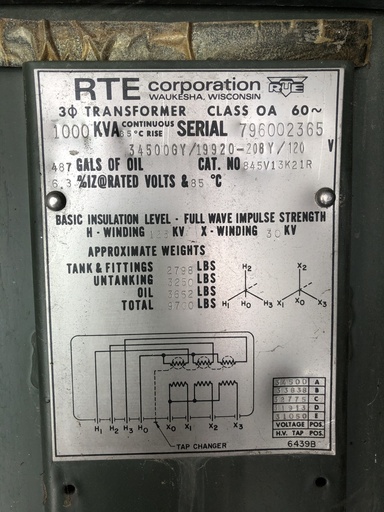 RTE corporation RTE
WAUKESHA, WISCONSIN
3Φ TRANSFORMER CLASS OA 60~
1000 KVA CONTINUOUS 65°C RISE SERIAL 796002365
34500GY/19920-208Y/120 V
487 GALS OF OIL CAT. NO 845V13K21R
6.3 %IZ@RATED VOLTS & 85 °C
BASIC INSULATION LEVEL - FULL WAVE IMPULSE STRENGTH
H - WINDING KV X - WINDING 30 KV
APPROXIMATE WEIGHTS
TANK & FITTINGS 2798 LBS
UNTANKING 3250 LBS
OIL 3652 LBS
TOTAL 9700 LBS
H2 X2
H1 H0 H3 X1 X0 X3
H1 H2 H3 H0 X0 X1 X2 X3
TAP CHANGER
A
B
C
D
E
VOLTAGE POS.
H.V. TAP POS.
6439B